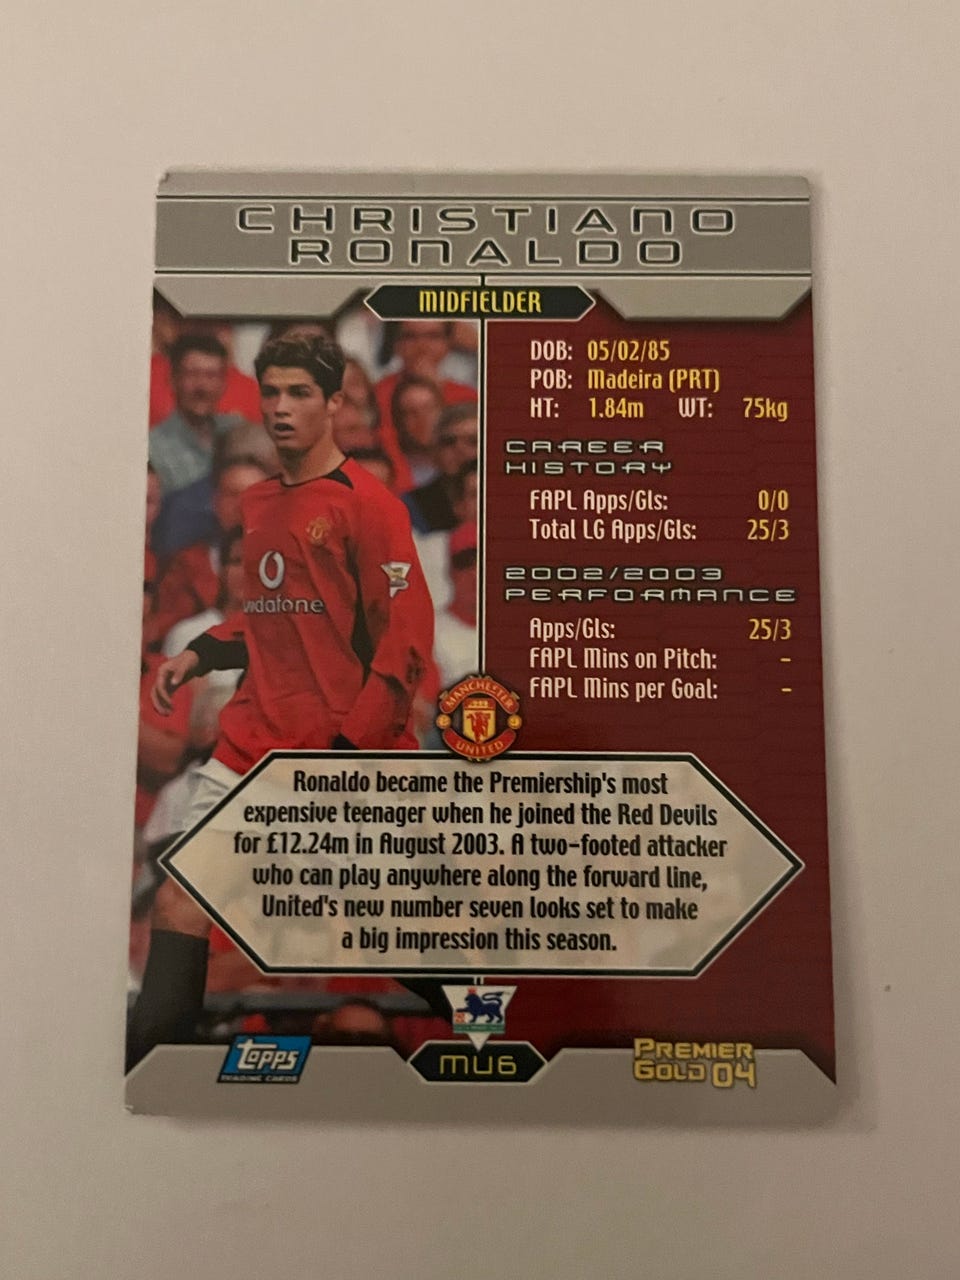 CHRISTIANO
RONALDO
MIDFIELDER
DOB: 05/02/85
POB: Madeira (PRT)
HT: 1.84m WT: 75kg
CAREER
HISTORY
FAPL Apps/Gls: 0/0
Total LG Apps/Gls: 25/3
2002/2003
PERFORMANCE
Apps/Gls: 25/3
FAPL Mins on Pitch: -
FAPL Mins per Goal: -
vodafone
MANCHESTER
UNITED
Ronaldo became the Premiership's most
expensive teenager when he joined the Red Devils
for £12.24m in August 2003. A two-footed attacker
who can play anywhere along the forward line,
United's new number seven looks set to make
a big impression this season.
Topps
TRADING CARDS
MU6
PREMIER
GOLD 04